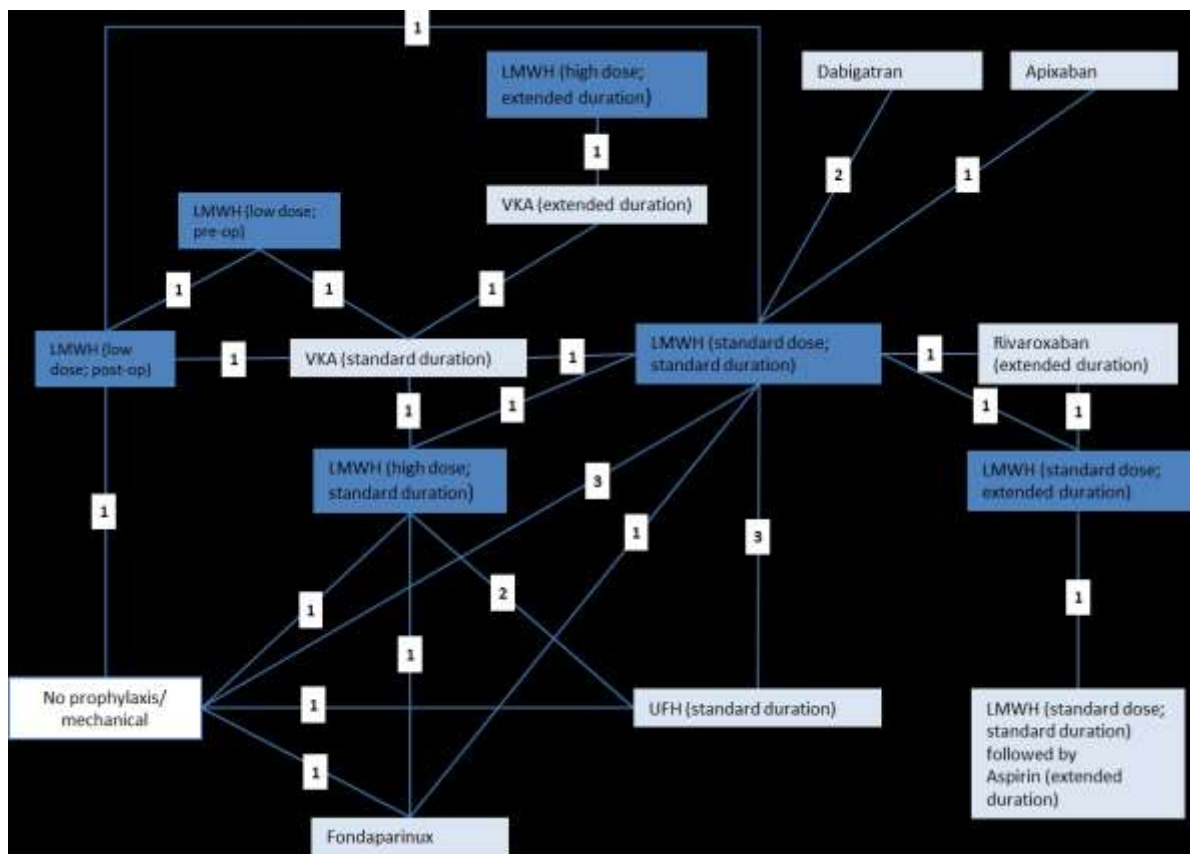 1
LMWH (high dose;
extended duration)
Dabigatran
Apixaban
1
2
1
LMWH (low dose;
pre-op)
VKA (extended duration)
1
1
1
LMWH (low
dose; post-op)
1
VKA (standard duration)
1
LMWH (standard dose;
standard duration)
1
Rivaroxaban
(extended duration)
1
1
1
1
LMWH (high dose;
standard duration)
LMWH (standard dose;
extended duration)
3
1
1
3
2
1
1
1
No prophylaxis/
mechanical
1
UFH (standard duration)
LMWH (standard dose;
standard duration)
followed by
Aspirin (extended
duration)
1
Fondaparinux